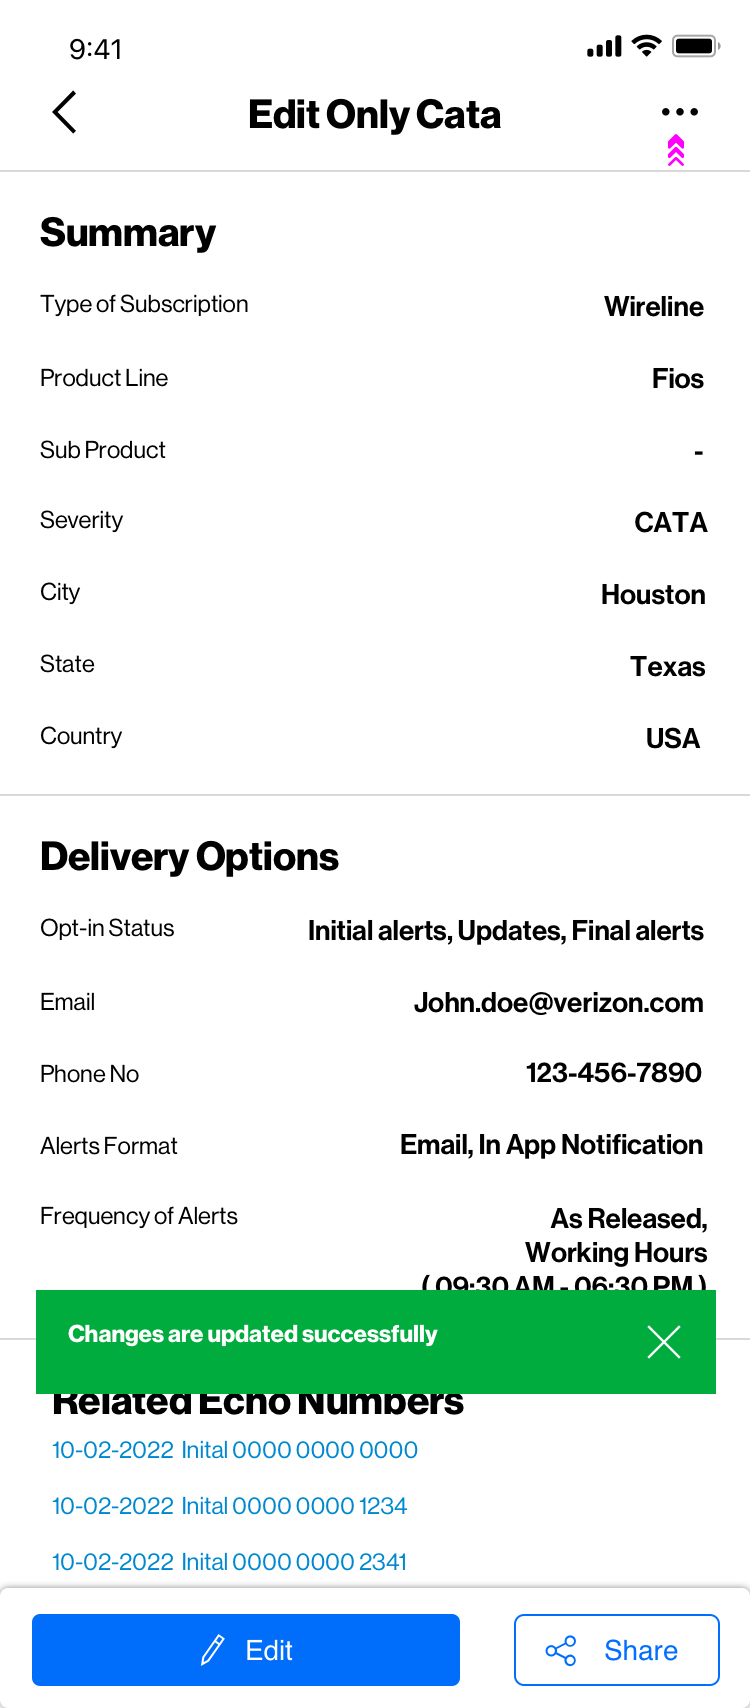 9:41
Edit Only Cata
Summary
Type of Subscription Wireline
Product Line Fios
Sub Product -
Severity CATA
City Houston
State Texas
Country USA
Delivery Options
Opt-in Status Initial alerts, Updates, Final alerts
Email John.doe@verizon.com
Phone No 123-456-7890
Alerts Format Email, In App Notification
Frequency of Alerts As Released,
Working Hours
( 09:30 AM - 06:30 PM )
Changes are updated successfully
Related Echo Numbers
10-02-2022 Inital 0000 0000 0000
10-02-2022 Inital 0000 0000 1234
10-02-2022 Inital 0000 0000 2341
Edit Share